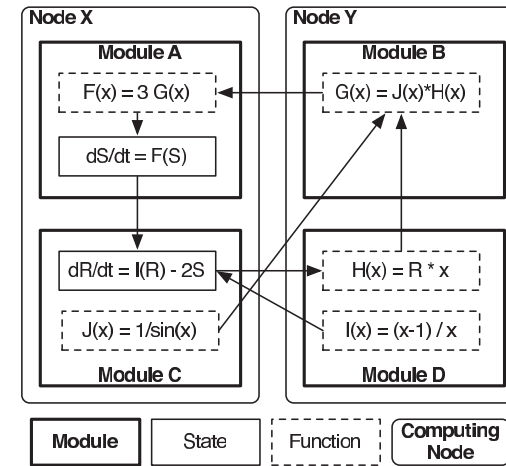 Node X
Module A
F(x) = 3 G(x)
dS/dt = F(S)
dR/dt = I(R) - 2S
J(x) = 1/sin(x)
Module C
Node Y
Module B
G(x) = J(x)*H(x)
H(x) = R * x
I(x) = (x-1) / x
Module D
Module
State
Function
Computing
Node